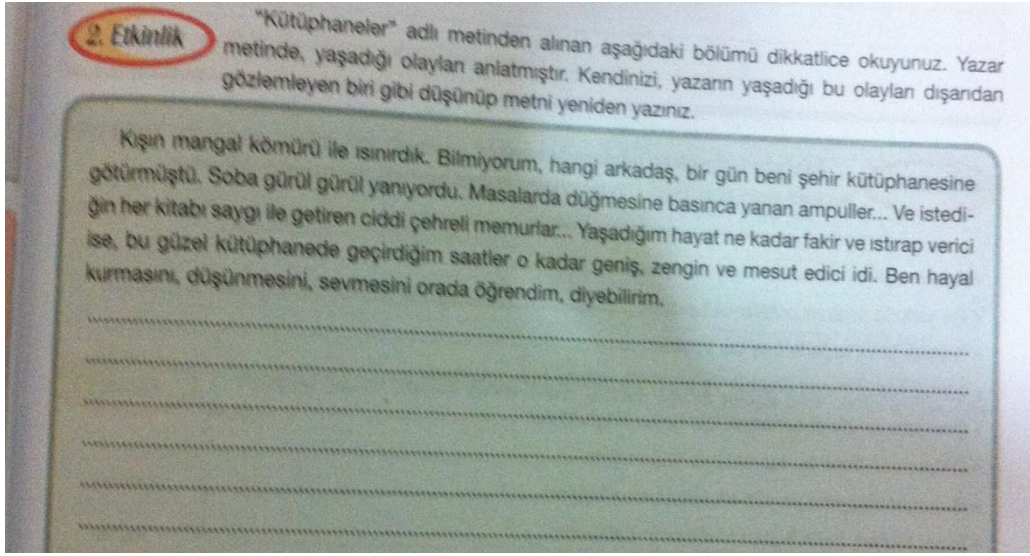 2. Etkinlik
"Kütüphaneler" adlı metinden alınan aşağıdaki bölümü dikkatlice okuyunuz. Yazar
metinde, yaşadığı olayları anlatmıştır. Kendinizi, yazarın yaşadığı bu olayları dışarıdan
gözlemleyen biri gibi düşünüp metni yeniden yazınız.
Kışın mangal kömürü ile ısınırdık. Bilmiyorum, hangi arkadaş, bir gün beni şehir kütüphanesine
götürmüştü. Soba gürül gürül yanıyordu. Masalarda düğmesine basınca yanan ampuller... Ve istedi-
ğin her kitabı saygı ile getiren ciddi çehreli memurlar... Yaşadığım hayat ne kadar fakir ve ıstırap verici
ise, bu güzel kütüphanede geçirdiğim saatler o kadar geniş, zengin ve mesut edici idi. Ben hayal
kurmasını, düşünmesini, sevmesini orada öğrendim, diyebilirim.